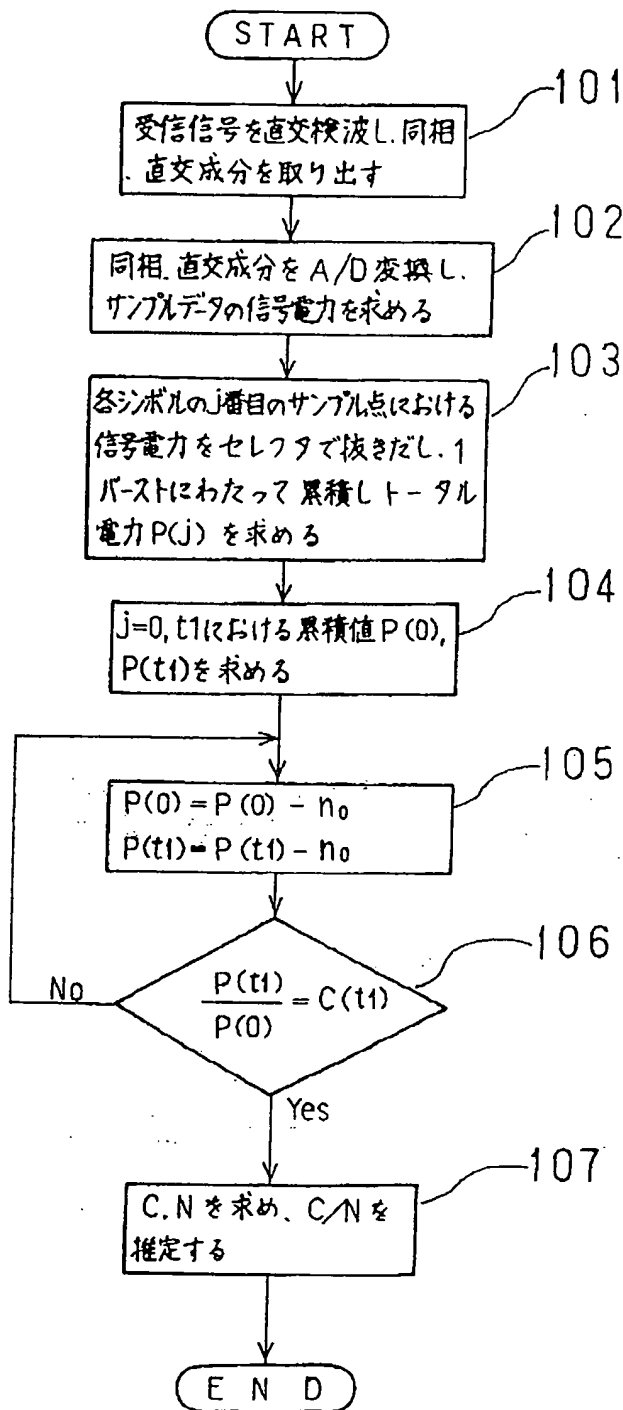 START
101
受信信号を直交検波し、同相
、直交成分を取り出す
102
同相、直交成分をA/D変換し、
サンプルデータの信号電力を求める
103
各シンボルのj番目のサンプル点における
信号電力をセレクタで抜きだし、1
バーストにわたって累積しトータル
電力P(j)を求める
104
j=0,t1における累積値P(0),
P(t1)を求める
105
P(0)=P(0)-n₀
P(t1)=P(t1)-n₀
106
P(t1)
P(0)
=C(t1)
No
Yes
107
C,Nを求め、C/Nを
推定する
END